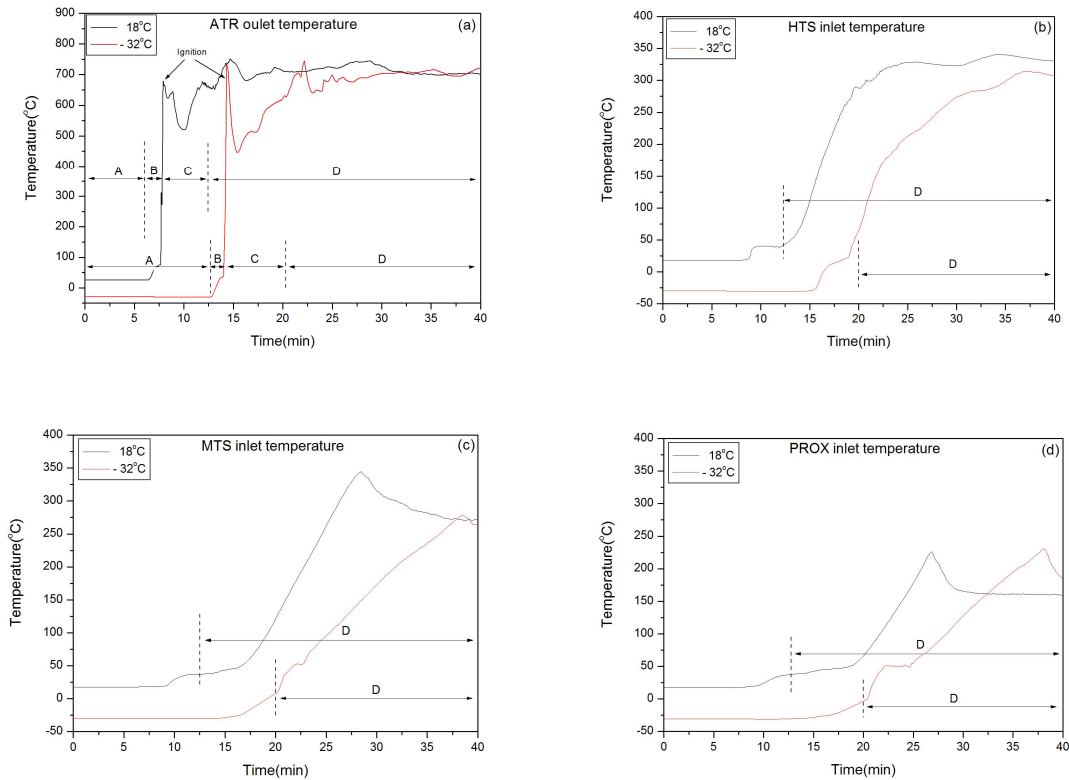 ATR oulet temperature
(a)
18°C
- 32°C
Ignition
A
B
C
D
A
B
C
D
900
800
700
600
500
400
300
200
100
0
Temperature(°C)
0 5 10 15 20 25 30 35 40
Time(min)
HTS inlet temperature
(b)
18°C
- 32°C
D
D
400
350
300
250
200
150
100
50
0
-50
Temperature(°C)
0 5 10 15 20 25 30 35 40
Time(min)
MTS inlet temperature
(c)
18°C
- 32°C
D
D
400
350
300
250
200
150
100
50
0
-50
Temperature(°C)
0 5 10 15 20 25 30 35 40
Time(min)
PROX inlet temperature
(d)
18°C
- 32°C
D
D
400
350
300
250
200
150
100
50
0
-50
Temperature(°C)
0 5 10 15 20 25 30 35 40
Time(min)